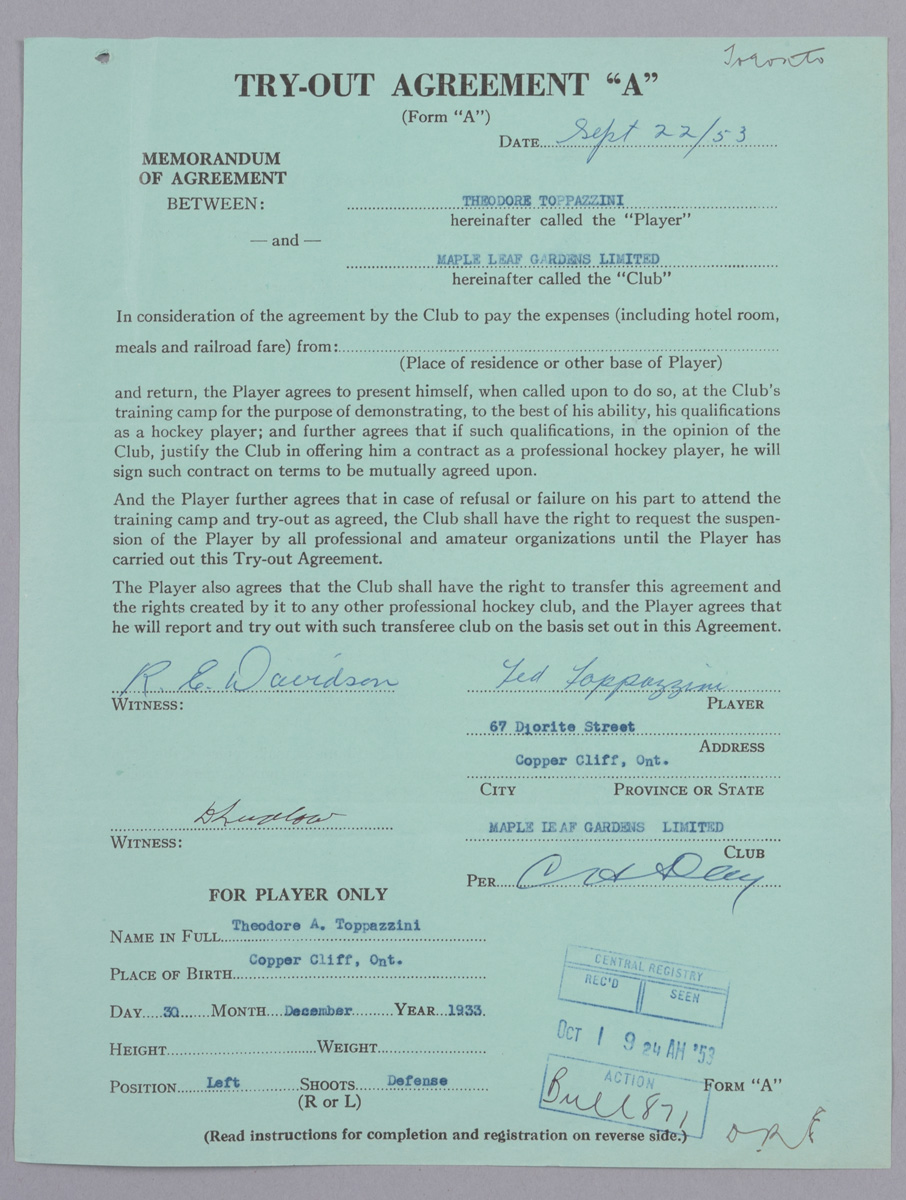 Toronto
TRY-OUT AGREEMENT “A”
(Form “A”)
DATE Sept 22/53
MEMORANDUM
OF AGREEMENT
BETWEEN:
THEODORE TOPPAZZINI
hereinafter called the “Player”
— and —
MAPLE LEAF GARDENS LIMITED
hereinafter called the “Club”
In consideration of the agreement by the Club to pay the expenses (including hotel room,
meals and railroad fare) from:
(Place of residence or other base of Player)
and return, the Player agrees to present himself, when called upon to do so, at the Club’s
training camp for the purpose of demonstrating, to the best of his ability, his qualifications
as a hockey player; and further agrees that if such qualifications, in the opinion of the
Club, justify the Club in offering him a contract as a professional hockey player, he will
sign such contract on terms to be mutually agreed upon.
And the Player further agrees that in case of refusal or failure on his part to attend the
training camp and try-out as agreed, the Club shall have the right to request the suspen-
sion of the Player by all professional and amateur organizations until the Player has
carried out this Try-out Agreement.
The Player also agrees that the Club shall have the right to transfer this agreement and
the rights created by it to any other professional hockey club, and the Player agrees that
he will report and try out with such transferee club on the basis set out in this Agreement.
R. E. Davidson Ted Toppazzini
WITNESS: PLAYER
67 Diorite Street
ADDRESS
Copper Cliff, Ont.
CITY PROVINCE OR STATE
MAPLE LEAF GARDENS LIMITED
WITNESS: CLUB
PER C H Day
FOR PLAYER ONLY
NAME IN FULL Theodore A. Toppazzini
PLACE OF BIRTH Copper Cliff, Ont.
DAY 30 MONTH December YEAR 1933.
HEIGHT WEIGHT
POSITION Left SHOOTS Defense
(R or L)
CENTRAL REGISTRY
REC'D SEEN
OCT 1 9 24 AM '53
ACTION
Bull 871
FORM “A”
(Read instructions for completion and registration on reverse side.)